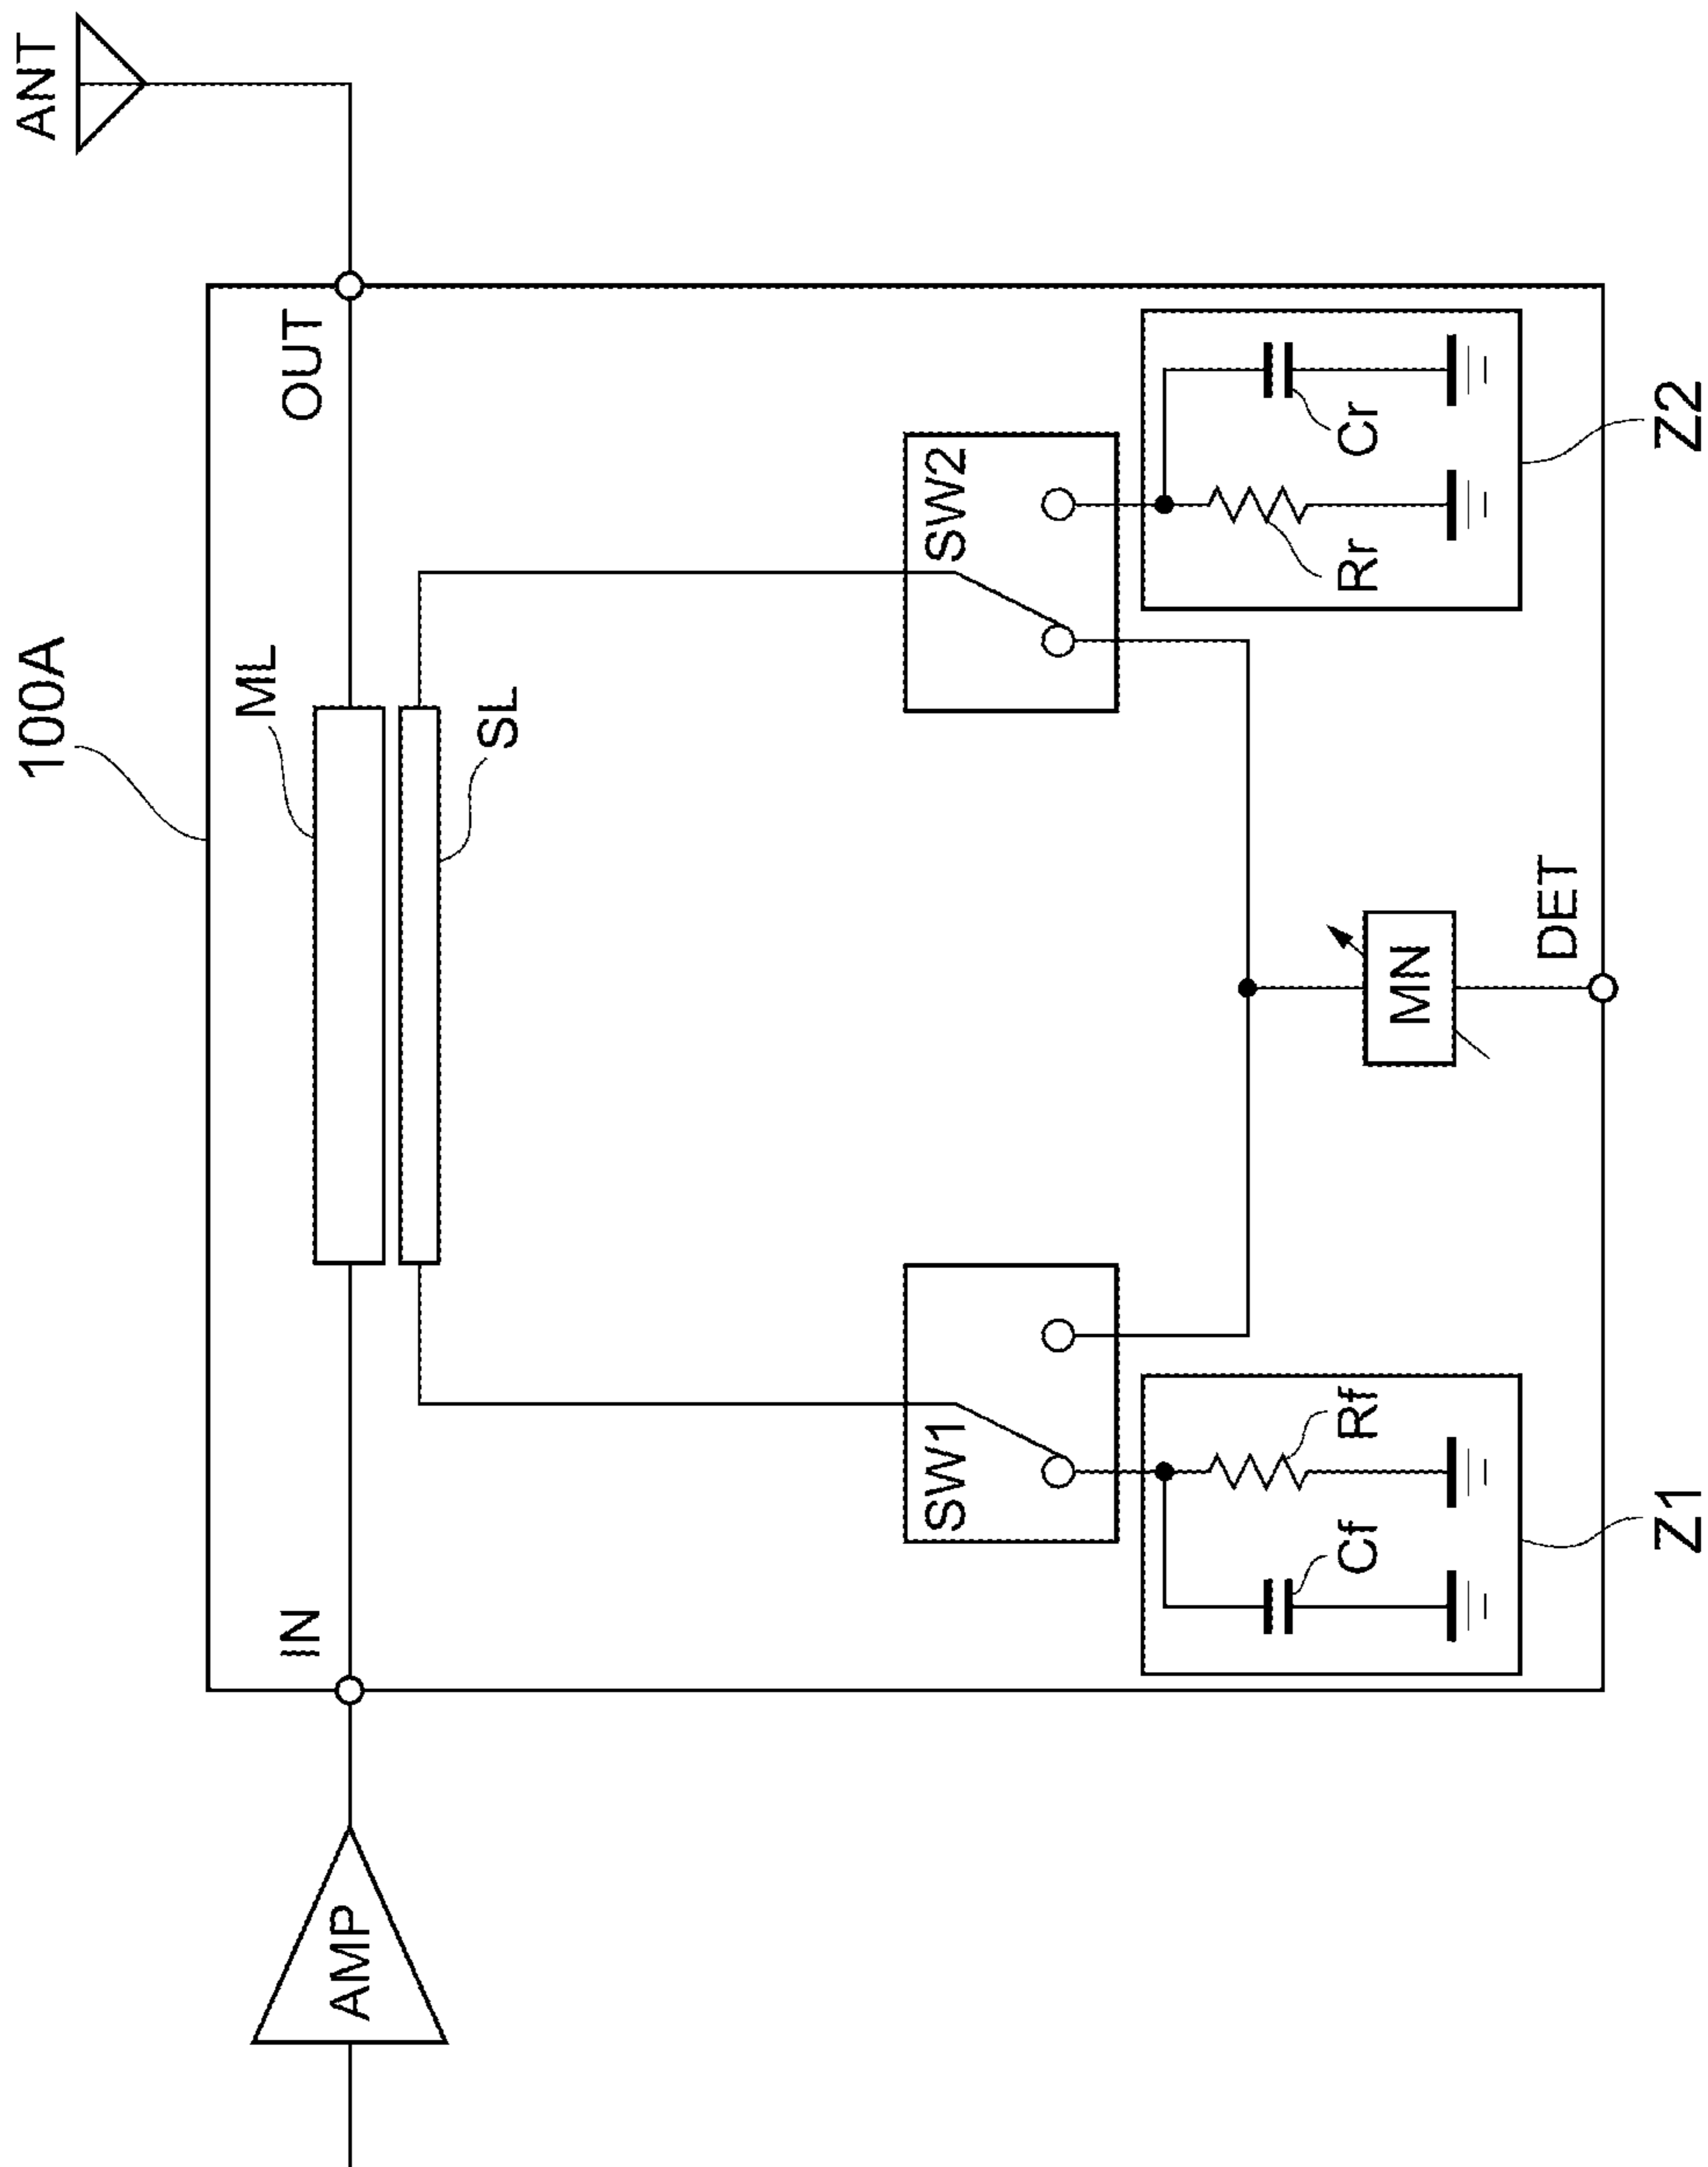 100A
ANT
IN
ML
OUT
AMP
SL
SW1
SW2
Cf
Rf
MN
Rr
Cr
DET
Z1
Z2